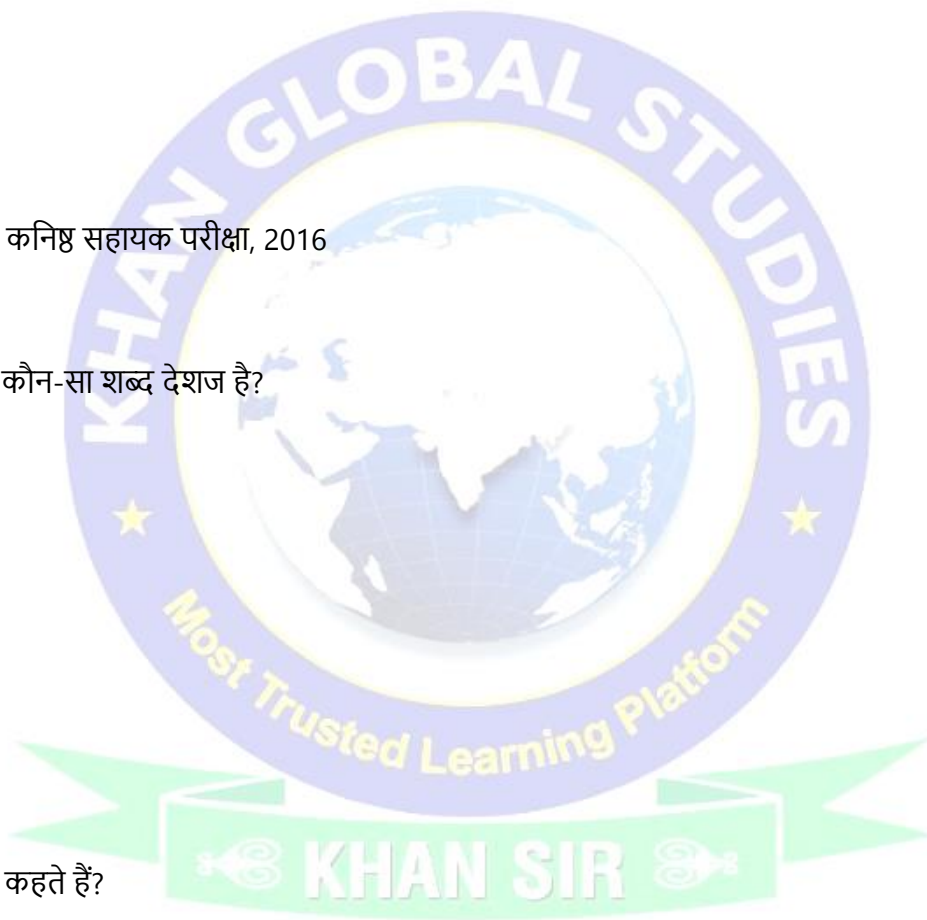 KHAN GLOBAL STUDIES
कनिष्ठ सहायक परीक्षा, 2016
कौन-सा शब्द देशज है?
Most Trusted Learning Platform
KHAN SIR
कहते हैं?